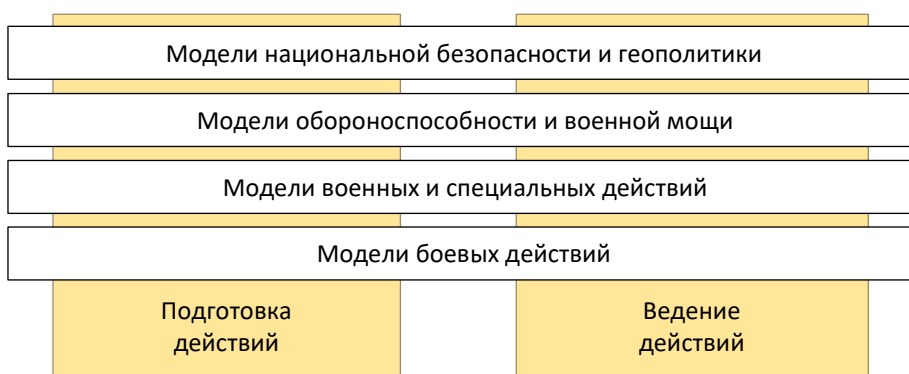 Модели национальной безопасности и геополитики
Модели обороноспособности и военной мощи
Модели военных и специальных действий
Модели боевых действий
Подготовка
действий
Ведение
действий